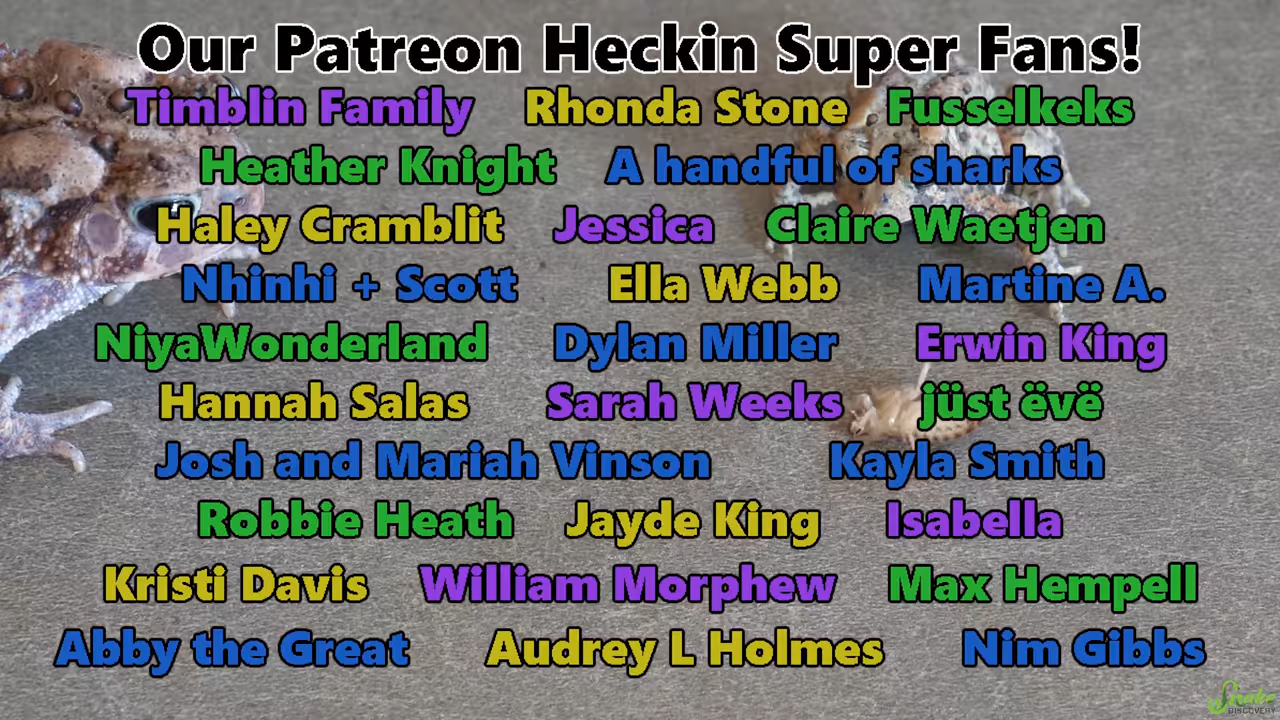 Our Patreon Heckin Super Fans!
Timblin Family Rhonda Stone Fusselkeks
Heather Knight A handful of sharks
Haley Cramblit Jessica Claire Waetjen
Nhinhi + Scott Ella Webb Martine A.
NiyaWonderland Dylan Miller Erwin King
Hannah Salas Sarah Weeks jüst ëvë
Josh and Mariah Vinson Kayla Smith
Robbie Heath Jayde King Isabella
Kristi Davis William Morphew Max Hempell
Abby the Great Audrey L Holmes Nim Gibbs
Snake
DISCOVERY